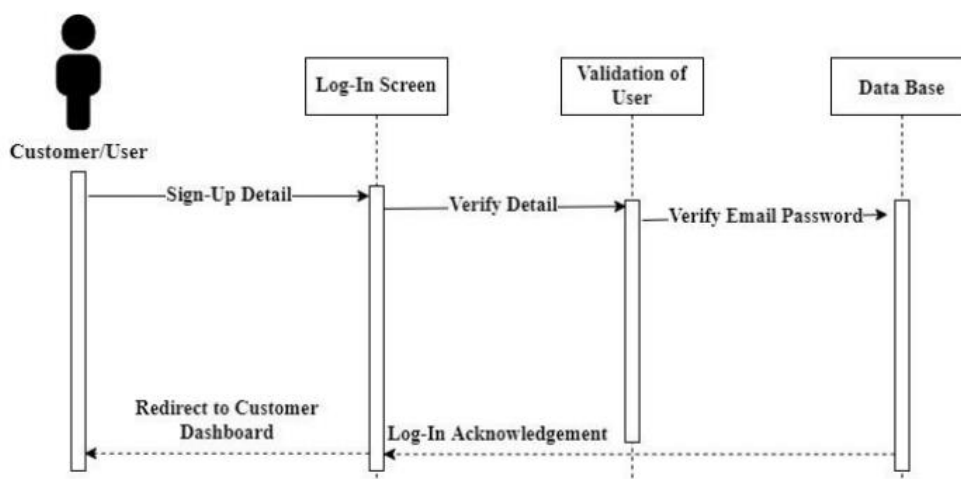 Log-In Screen
Validation of
User
Data Base
Customer/User
Sign-Up Detail
Verify Detail
Verify Email Password
Redirect to Customer
Dashboard
Log-In Acknowledgement